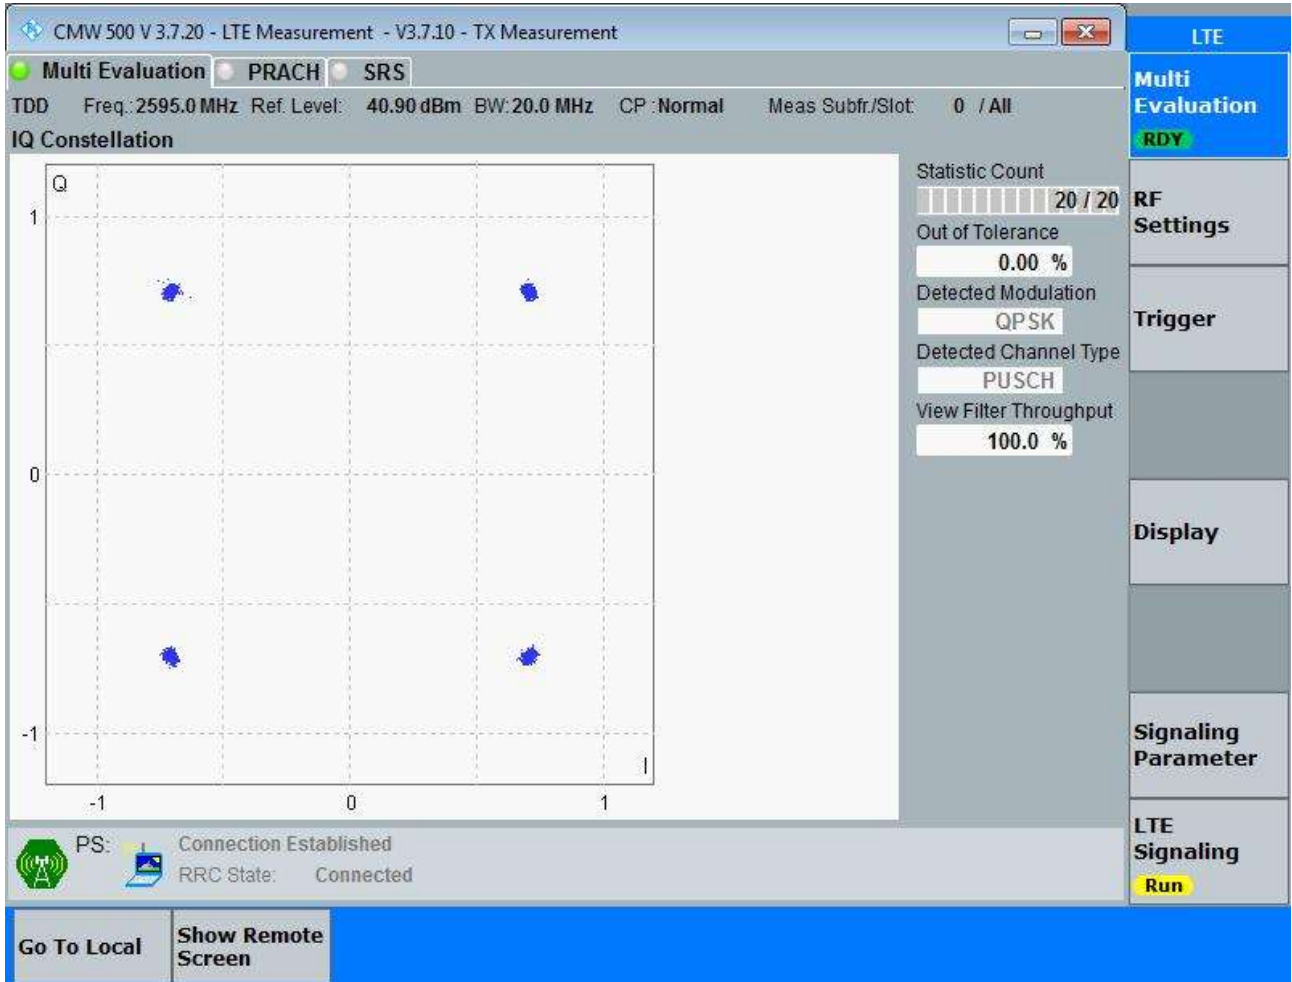 CMW 500 V 3.7.20 - LTE Measurement - V3.7.10 - TX Measurement
LTE
Multi Evaluation PRACH SRS
TDD Freq.: 2595.0 MHz Ref. Level: 40.90 dBm BW: 20.0 MHz CP : Normal Meas Subfr./Slot: 0 / All
IQ Constellation
Q
1
0
-1
I
-1 0 1
Statistic Count
20 / 20
Out of Tolerance
0.00 %
Detected Modulation
QPSK
Detected Channel Type
PUSCH
View Filter Throughput
100.0 %
Multi
Evaluation
RDY
RF
Settings
Trigger
Display
Signaling
Parameter
LTE
Signaling
Run
PS: Connection Established
RRC State: Connected
Go To Local
Show Remote
Screen